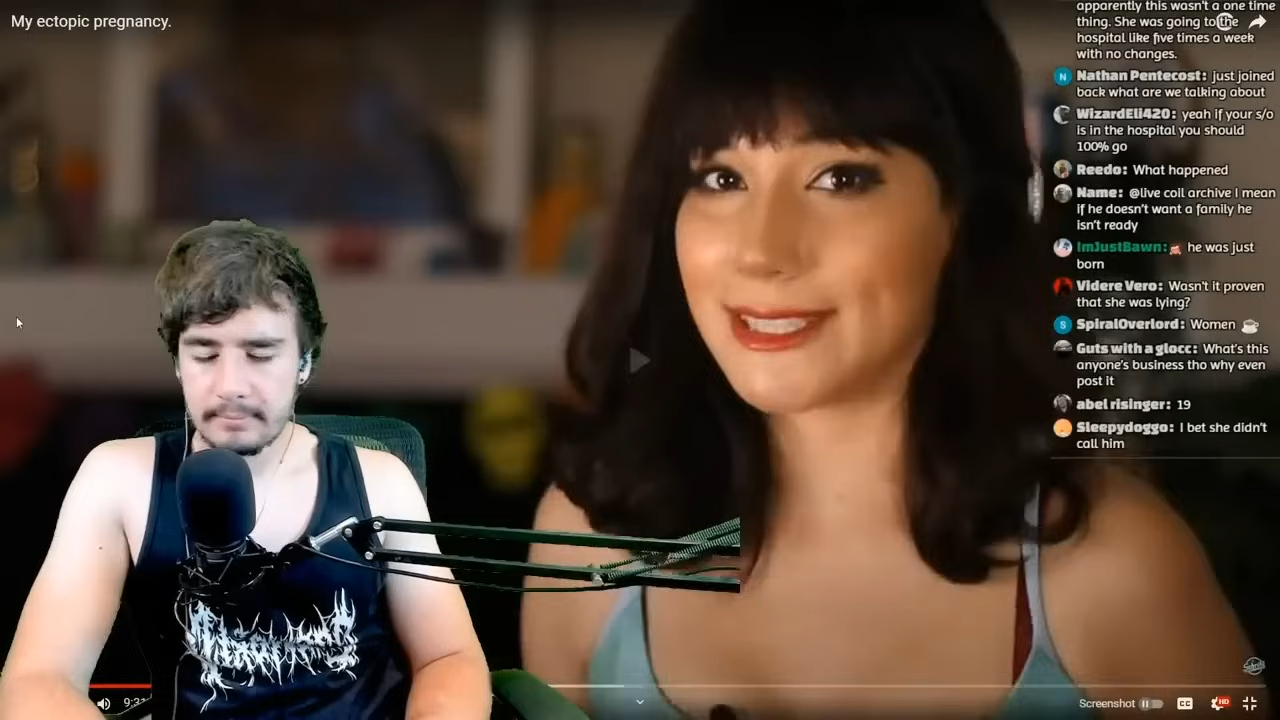 My ectopic pregnancy.
apparently this wasn't a one time
thing. She was going to the
hospital like five times a week
with no changes.
N Nathan Pentecost: just joined
back what are we talking about
WizardEli420: yeah if your s/o
is in the hospital you should
100% go
Reedo: What happened
Name: @live coil archive I mean
if he doesn't want a family he
isn't ready
ImJustBawn: he was just
born
Videre Vero: Wasn't it proven
that she was lying?
S SpiralOverlord: Women
Guts with a glocc: What's this
anyone's business tho why even
post it
abel risinger: 19
Sleepydoggo: I bet she didn't
call him
9:31
Screenshot
CC
HD